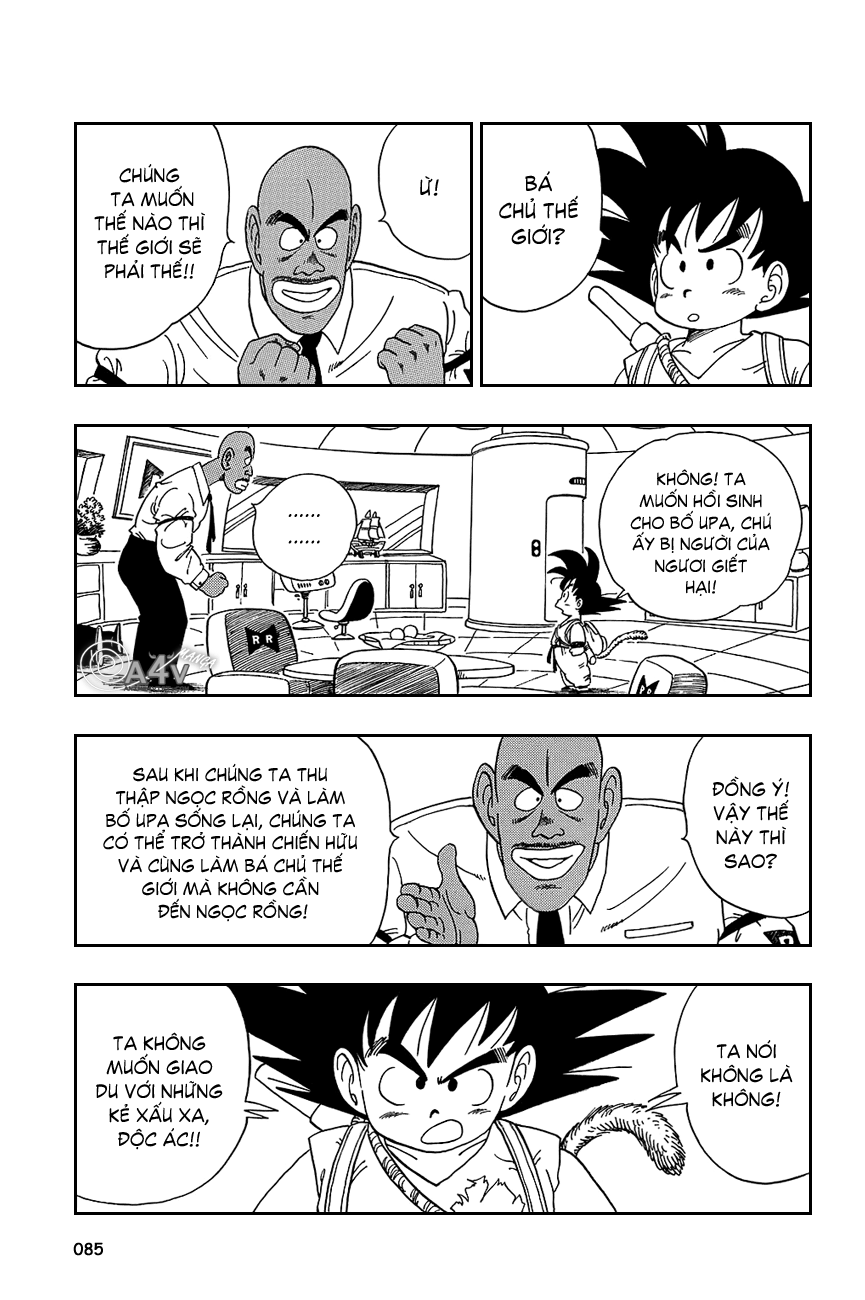 BÁ
CHỦ THẾ
GIỚI?
Ừ!
CHÚNG
TA MUỐN
THẾ NÀO THÌ
THẾ GIỚI SẼ
PHẢI THẾ!!
KHÔNG! TA
MUỐN HỒI SINH
CHO BỐ UPA, CHÚ
ẤY BỊ NGƯỜI CỦA
NGƯƠI GIẾT
HẠI!
......
......
RR
©A4V
ĐỒNG Ý!
VẬY THẾ
NÀY THÌ
SAO?
SAU KHI CHÚNG TA THU
THẬP NGỌC RỒNG VÀ LÀM
BỐ UPA SỐNG LẠI, CHÚNG TA
CÓ THỂ TRỞ THÀNH CHIẾN HỮU
VÀ CÙNG LÀM BÁ CHỦ THẾ
GIỚI MÀ KHÔNG CẦN
ĐẾN NGỌC RỒNG!
TA NÓI
KHÔNG LÀ
KHÔNG!
TA KHÔNG
MUỐN GIAO
DU VỚI NHỮNG
KẺ XẤU XA,
ĐỘC ÁC!!
085